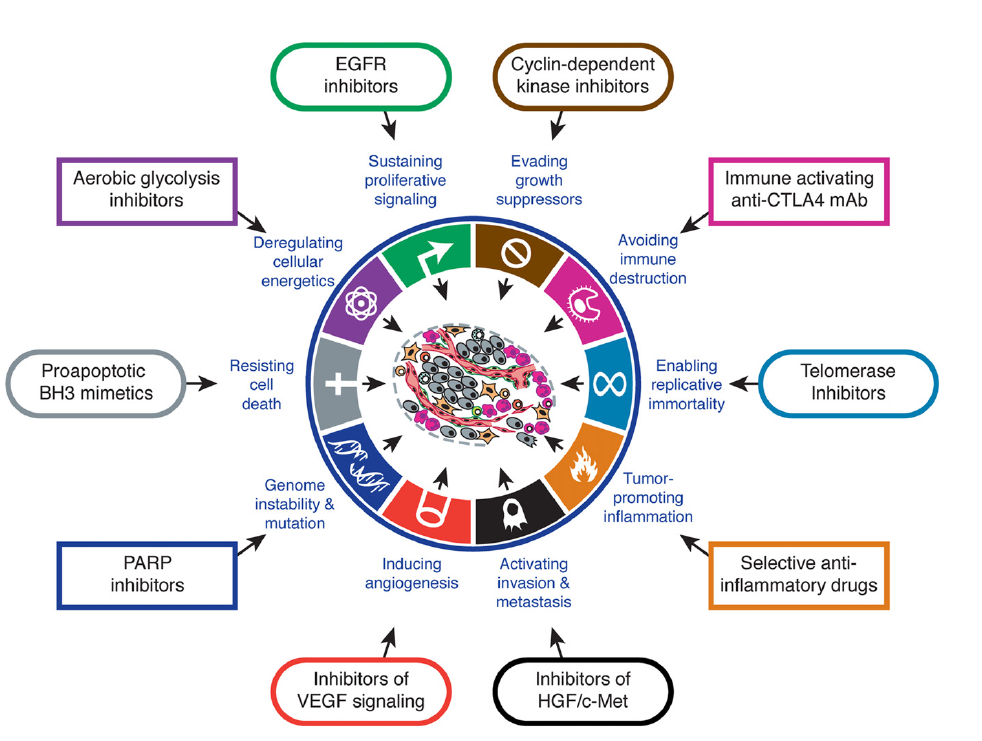 EGFR
inhibitors
Cyclin-dependent
kinase inhibitors
Sustaining
proliferative
signaling
Evading
growth
suppressors
Aerobic glycolysis
inhibitors
Immune activating
anti-CTLA4 mAb
Deregulating
cellular
energetics
Avoiding
immune
destruction
Proapoptotic
BH3 mimetics
Resisting
cell
death
Enabling
replicative
immortality
Telomerase
Inhibitors
Genome
instability &
mutation
Tumor-
promoting
inflammation
PARP
inhibitors
Inducing
angiogenesis
Activating
invasion &
metastasis
Selective anti-
inflammatory drugs
Inhibitors of
VEGF signaling
Inhibitors of
HGF/c-Met